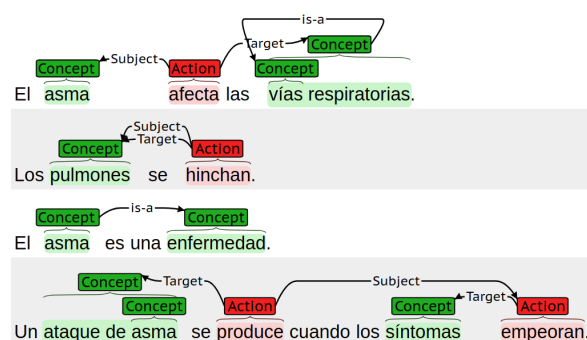 is-a
Target Concept
Concept Subject Action Concept
El asma afecta las vías respiratorias.
Subject
Concept Target Action
Los pulmones se hinchan.
Concept is-a Concept
El asma es una enfermedad.
Concept Target Subject
Concept Action Concept Target Action
Un ataque de asma se produce cuando los síntomas empeoran.